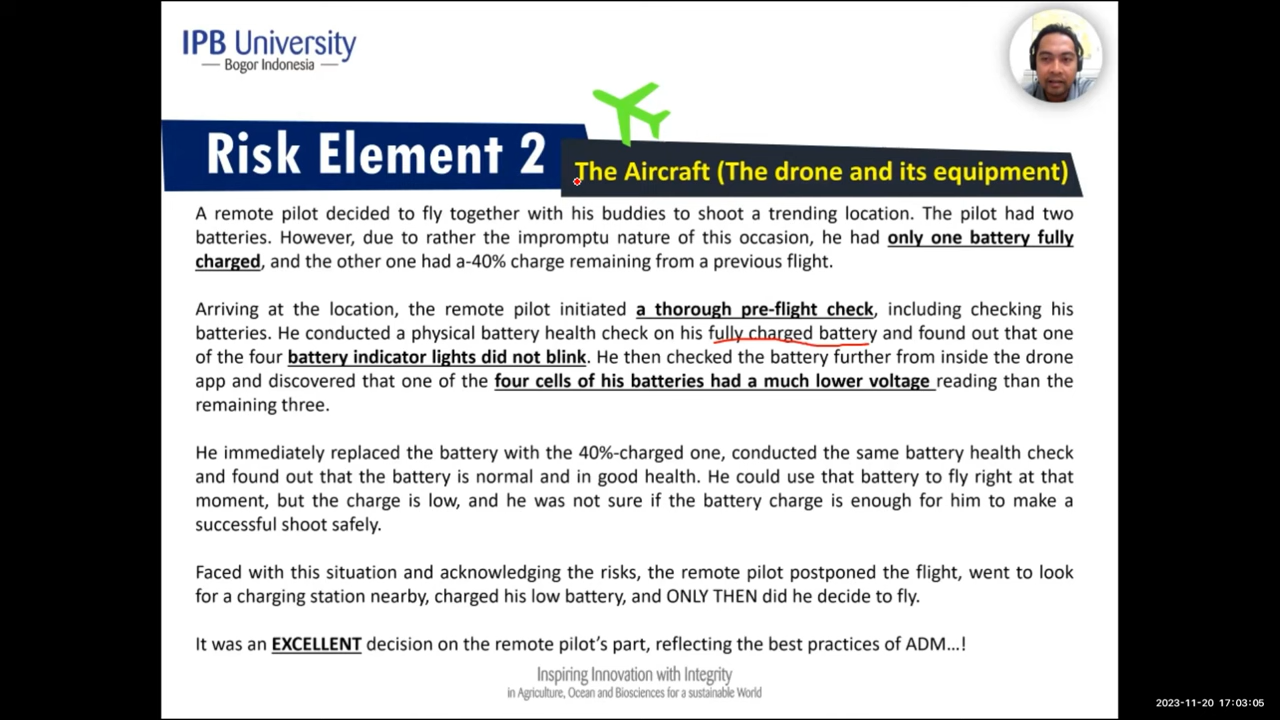 IPB University
Bogor Indonesia
Risk Element 2
The Aircraft (The drone and its equipment)
A remote pilot decided to fly together with his buddies to shoot a trending location. The pilot had two
batteries. However, due to rather the impromptu nature of this occasion, he had only one battery fully
charged, and the other one had a-40% charge remaining from a previous flight.
Arriving at the location, the remote pilot initiated a thorough pre-flight check, including checking his
batteries. He conducted a physical battery health check on his fully charged battery and found out that one
of the four battery indicator lights did not blink. He then checked the battery further from inside the drone
app and discovered that one of the four cells of his batteries had a much lower voltage reading than the
remaining three.
He immediately replaced the battery with the 40%-charged one, conducted the same battery health check
and found out that the battery is normal and in good health. He could use that battery to fly right at that
moment, but the charge is low, and he was not sure if the battery charge is enough for him to make a
successful shoot safely.
Faced with this situation and acknowledging the risks, the remote pilot postponed the flight, went to look
for a charging station nearby, charged his low battery, and ONLY THEN did he decide to fly.
It was an EXCELLENT decision on the remote pilot’s part, reflecting the best practices of ADM…!
Inspiring Innovation with Integrity
in Agriculture, Ocean and Biosciences for a sustainable World
2023-11-20 17:03:05